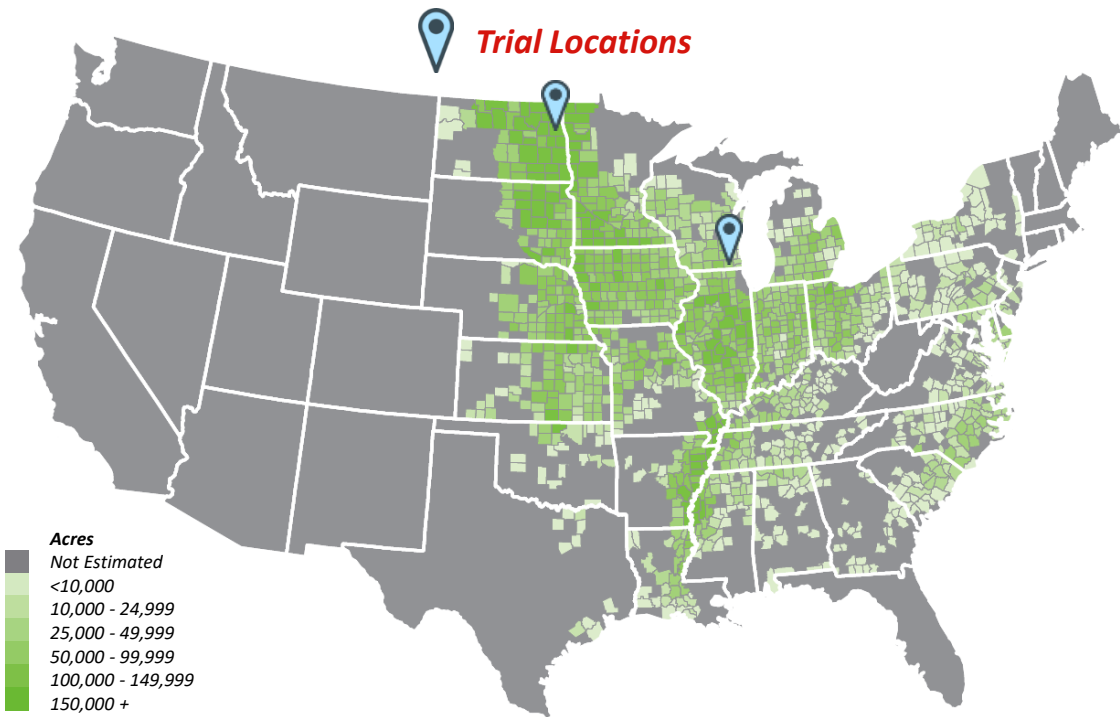 Trial Locations
Acres
Not Estimated
<10,000
10,000 - 24,999
25,000 - 49,999
50,000 - 99,999
100,000 - 149,999
150,000 +